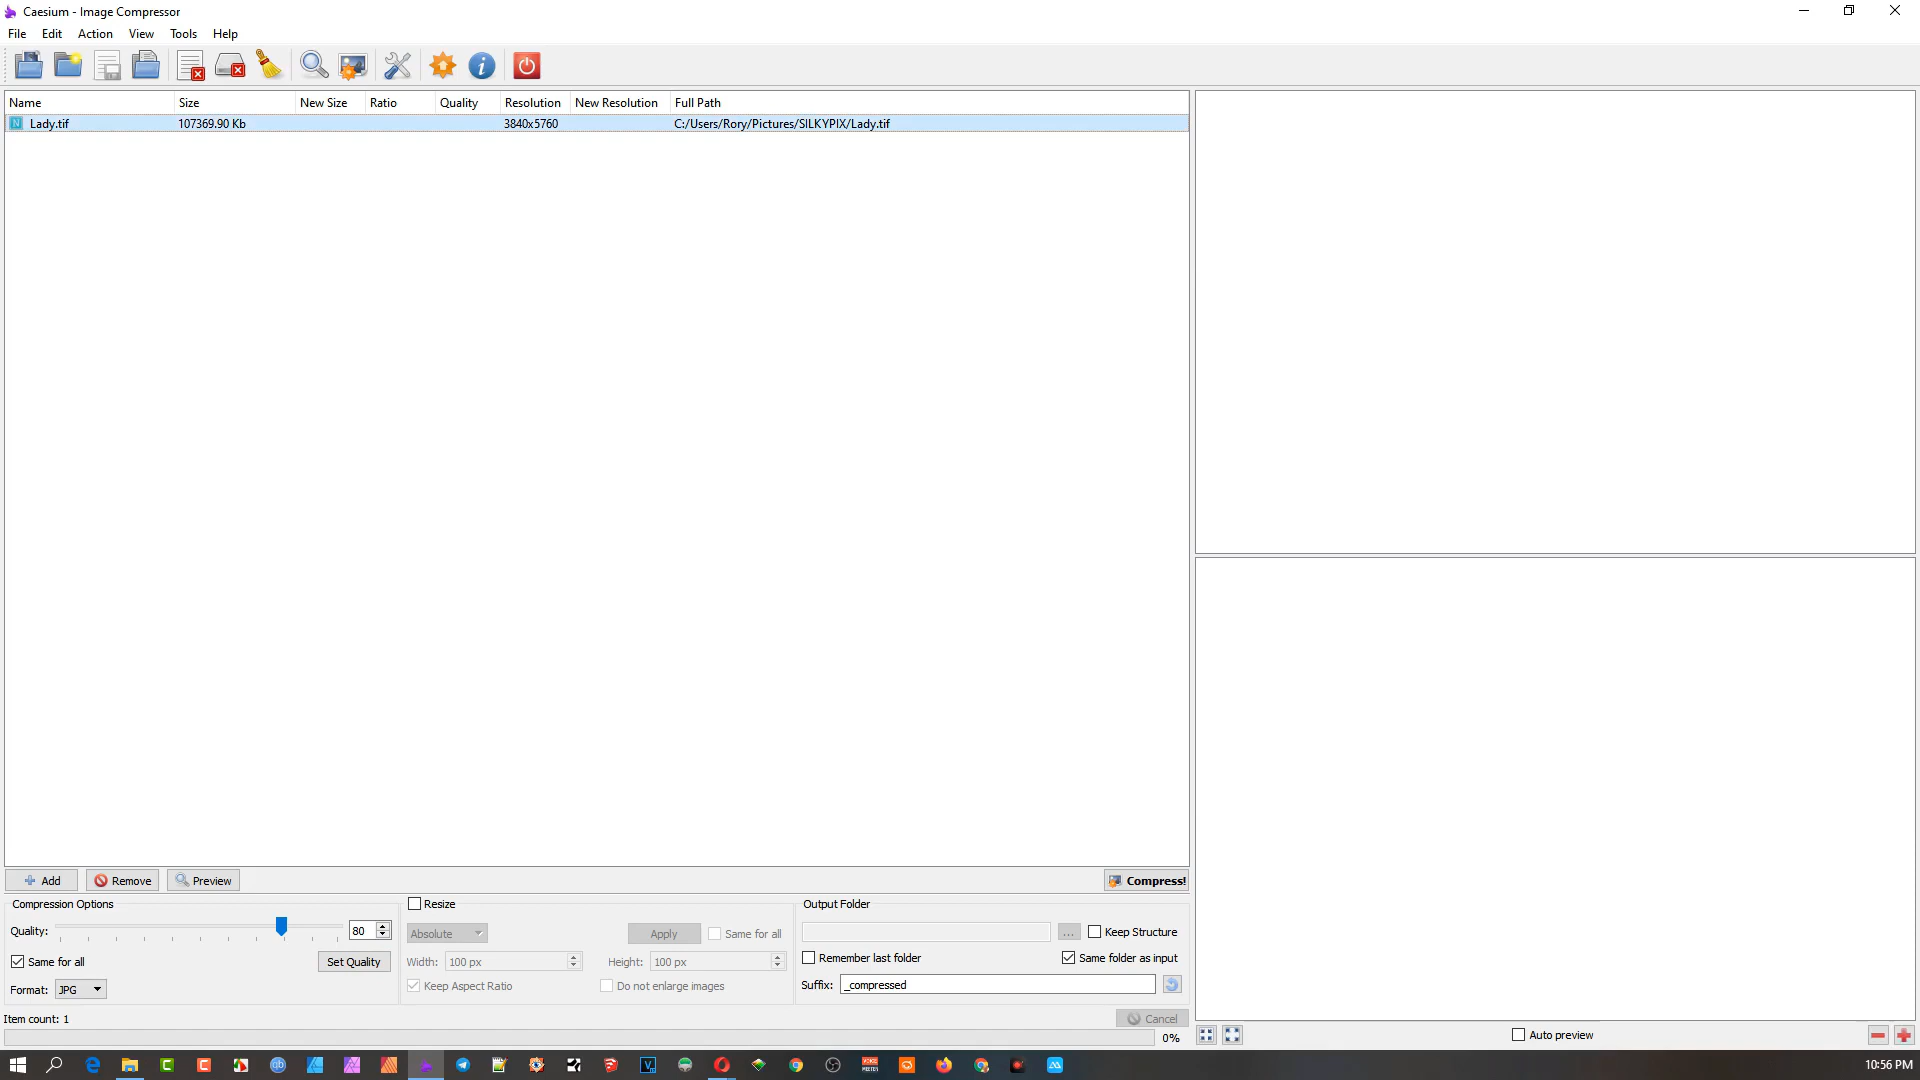 Caesium - Image Compressor
File Edit Action View Tools Help
Name Size New Size Ratio Quality Resolution New Resolution Full Path
Lady.tif 107369.90 Kb 3840x5760 C:/Users/Rory/Pictures/SILKYPIX/Lady.tif
Add Remove Preview Compress!
Compression Options
Quality: 80
Same for all Set Quality
Format: JPG
Resize
Absolute Apply Same for all
Width: 100 px Height: 100 px
Keep Aspect Ratio Do not enlarge images
Output Folder
... Keep Structure
Remember last folder Same folder as input
Suffix: _compressed
Item count: 1 Cancel
0% Auto preview
10:56 PM